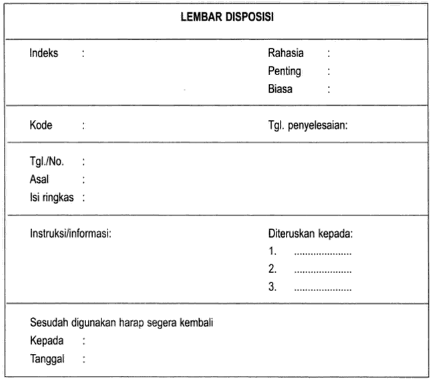 LEMBAR DISPOSISI
Indeks :
Rahasia :
Penting :
Biasa :
Kode :
Tgl. penyelesaian:
Tgl./No. :
Asal :
Isi ringkas :
Instruksi/informasi:
Diteruskan kepada:
1. .....................
2. .....................
3. .....................
Sesudah digunakan harap segera kembali
Kepada :
Tanggal :